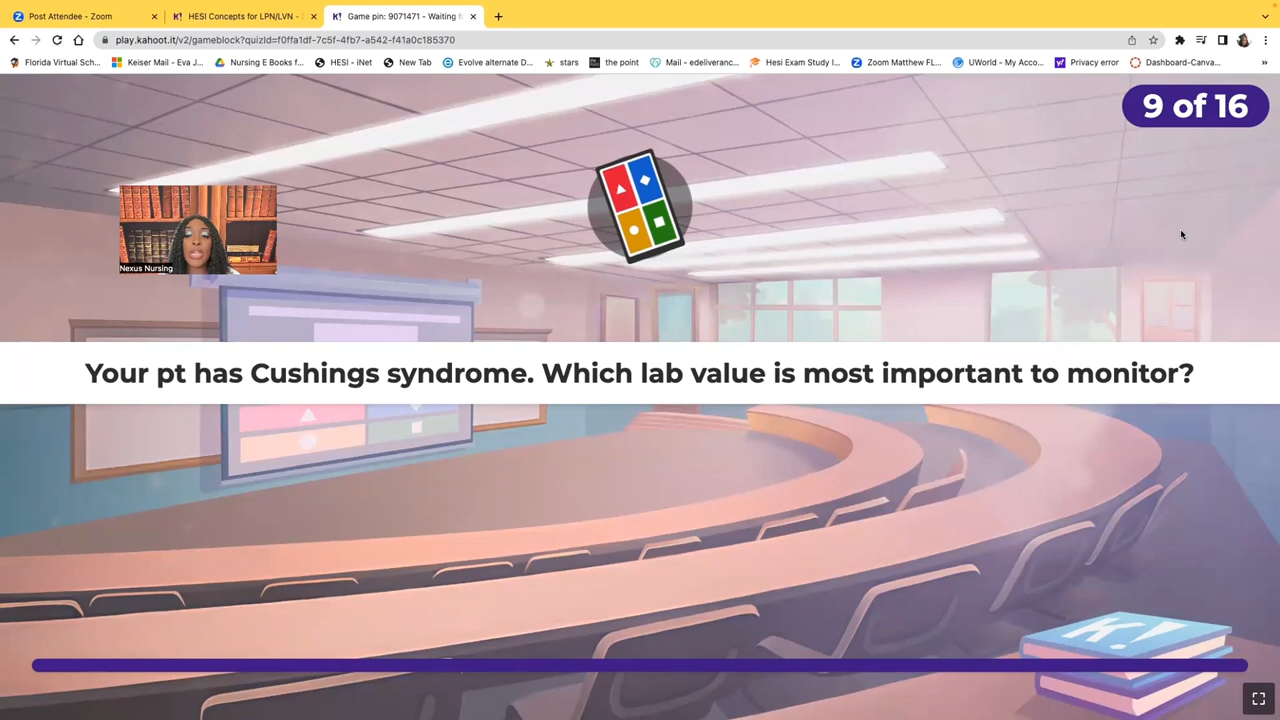 Post Attendee - Zoom
HESI Concepts for LPN/LVN -
Game pin: 9071471 - Waiting f
play.kahoot.it/v2/gameblock?quizId=f0ffa1df-7c5f-4fb7-a542-f41a0c185370
Florida Virtual Sch...
Keiser Mail - Eva J...
Nursing E Books f...
HESI - iNet
New Tab
Evolve alternate D...
stars
the point
Mail - edeliveranc...
Hesi Exam Study I...
Zoom Matthew FL...
UWorld - My Acco...
Privacy error
Dashboard-Canva...
9 of 16
Nexus Nursing
Your pt has Cushings syndrome. Which lab value is most important to monitor?
K!